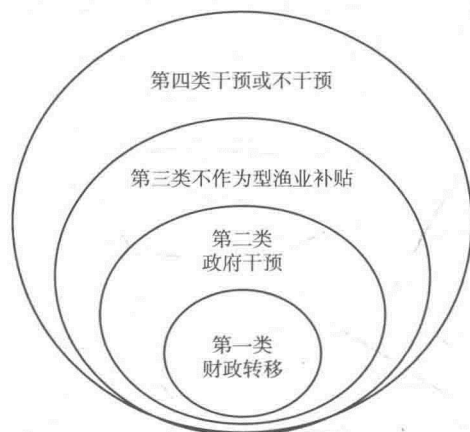 第四类干预或不干预
第三类不作为型渔业补贴
第二类
政府干预
第一类
财政转移